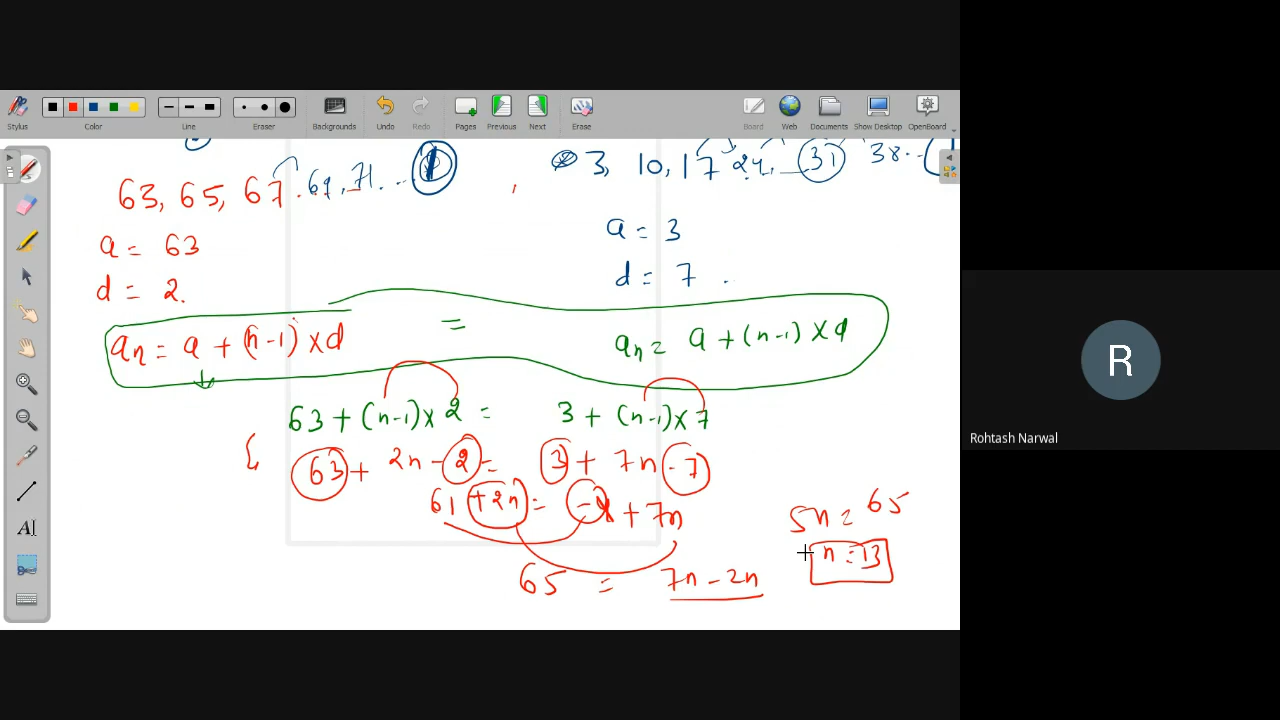 Stylus
Color
Line
Eraser
Backgrounds
Undo
Redo
Pages
Previous
Next
Erase
Board
Web
Documents
Show Desktop
OpenBoard
63, 65, 67. 69, 71. ...
3, 10, 17 24, 31 38..
a = 63
a = 3
d = 2.
d = 7
an = a + (n-1) x d = an = a + (n-1) x d
63 + (n-1) x 2 = 3 + (n-1) x 7
63 + 2n - 2 = 3 + 7n - 7
61 + 2n = - + 7n
65 = 7n - 2n
5n = 65
n = 13
R
Rohtash Narwal